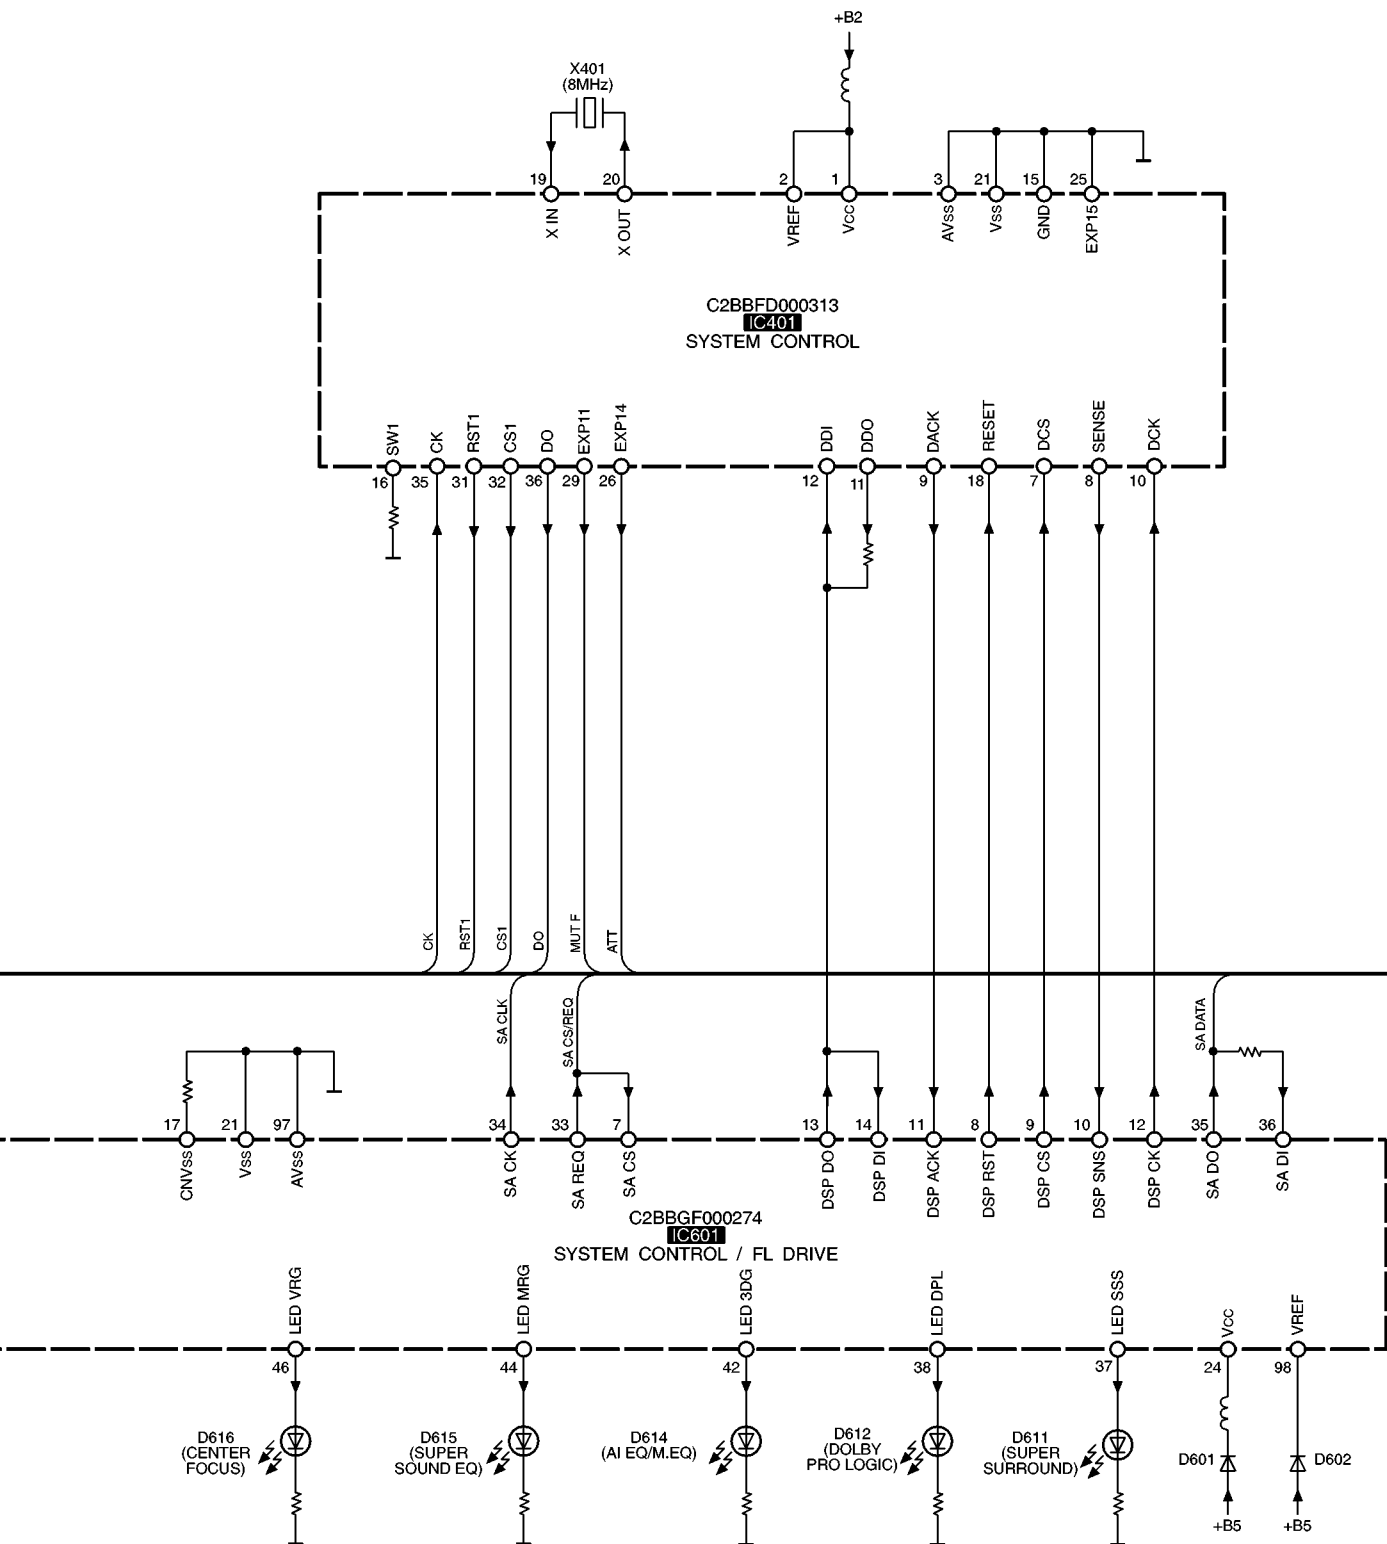 +B2
X401
(8MHz)
19
20
2
1
3
21
15
25
X IN
X OUT
VREF
Vcc
AVss
Vss
GND
EXP15
C2BBFD000313
IC401
SYSTEM CONTROL
SW1
CK
RST1
CS1
DO
EXP11
EXP14
DDI
DDO
DACK
RESET
DCS
SENSE
DCK
16
35
31
32
36
29
26
12
11
9
18
7
8
10
CK
RST1
CS1
DO
MUT F
ATT
SA CLK
SA CS/REQ
SA DATA
17
21
97
34
33
7
13
14
11
8
9
10
12
35
36
CNVss
Vss
AVss
SA CK
SA REQ
SA CS
DSP DO
DSP DI
DSP ACK
DSP RST
DSP CS
DSP SNS
DSP CK
SA DO
SA DI
C2BBGF000274
IC601
SYSTEM CONTROL / FL DRIVE
LED VRG
LED MRG
LED 3DG
LED DPL
LED SSS
Vcc
VREF
46
44
42
38
37
24
98
D616
(CENTER
FOCUS)
D615
(SUPER
SOUND EQ)
D614
(AI EQ/M.EQ)
D612
(DOLBY
PRO LOGIC)
D611
(SUPER
SURROUND)
D601
D602
+B5
+B5